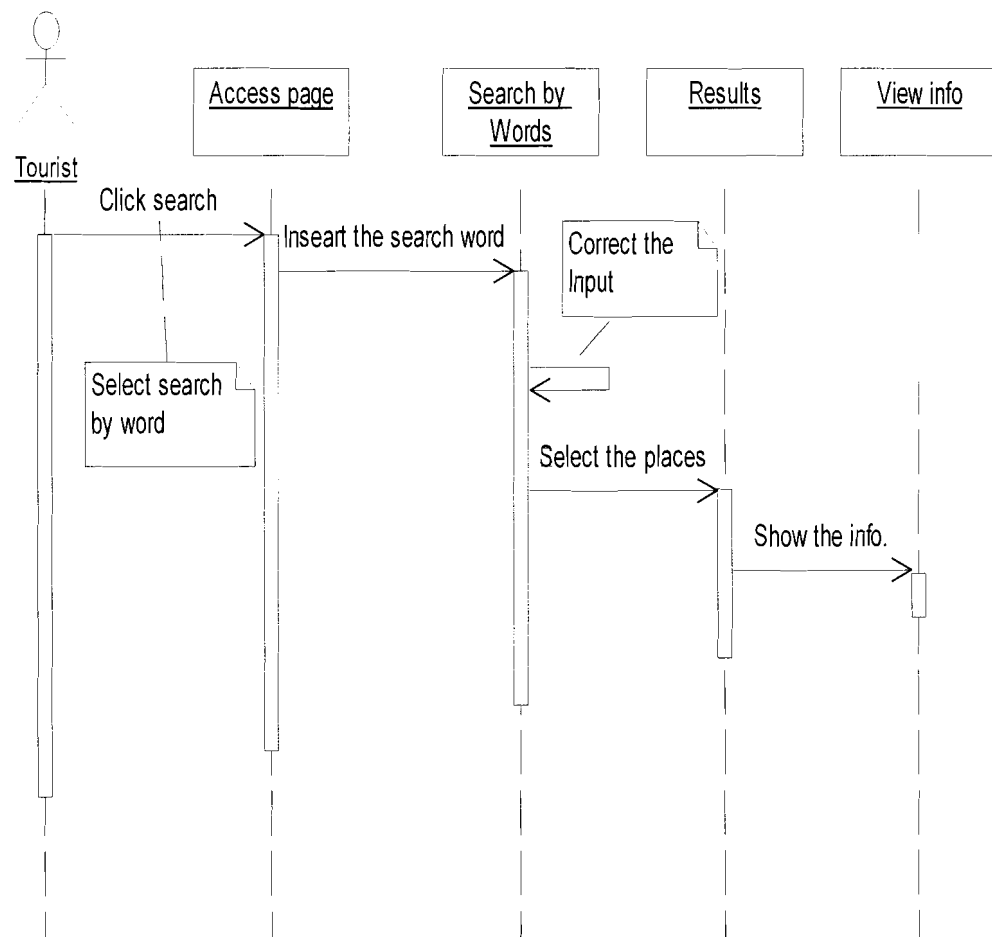 Access page
Search by
Words
Results
View info
Tourist
Click search
Inseart the search word
Correct the
Input
Select search
by word
Select the places
Show the info.